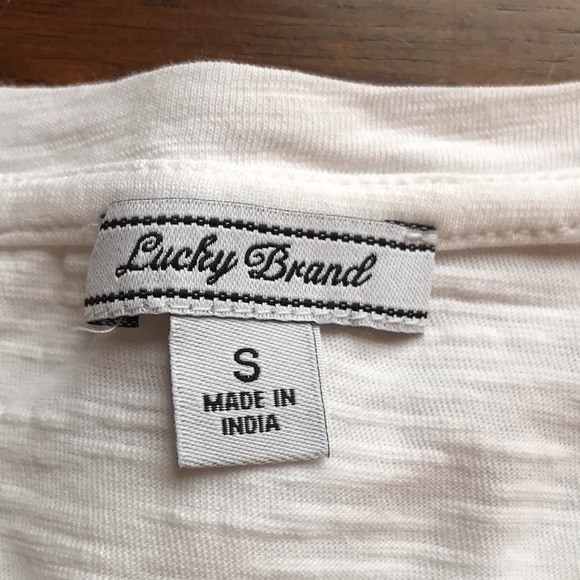 Lucky Brand
S
MADE IN
INDIA